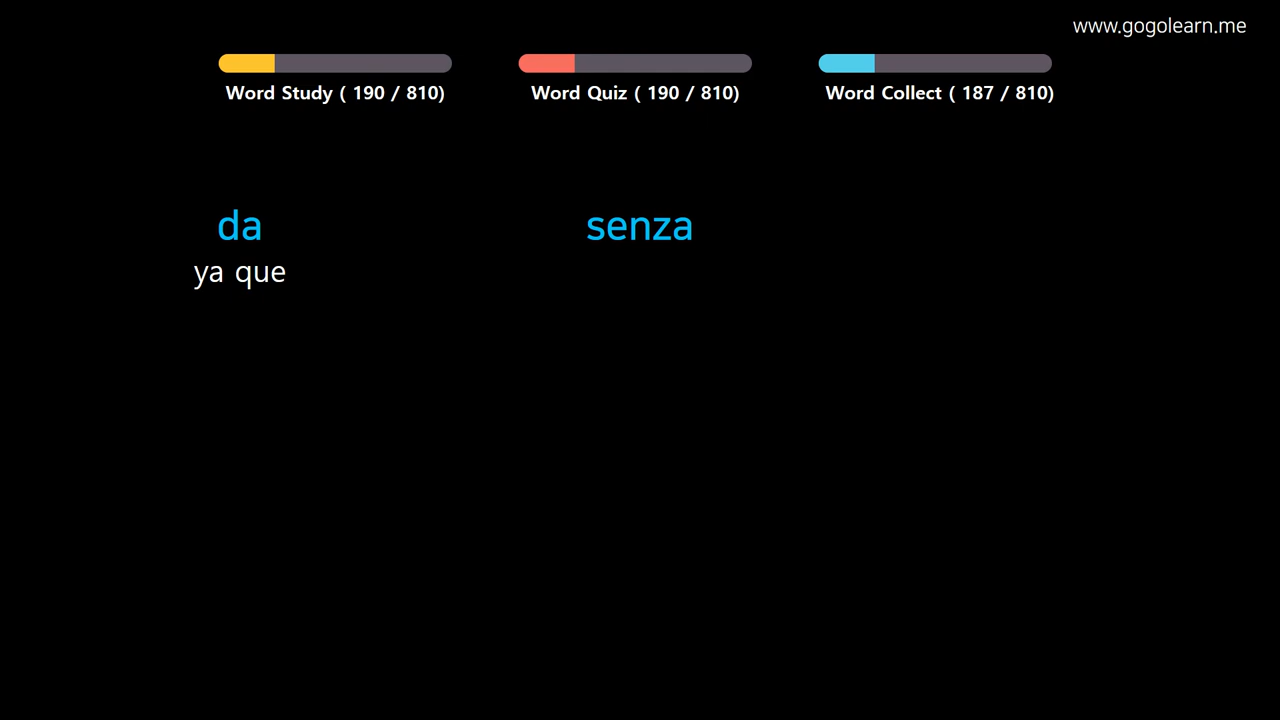 www.gogolearn.me
Word Study ( 190 / 810)
Word Quiz ( 190 / 810)
Word Collect ( 187 / 810)
da
ya que
senza